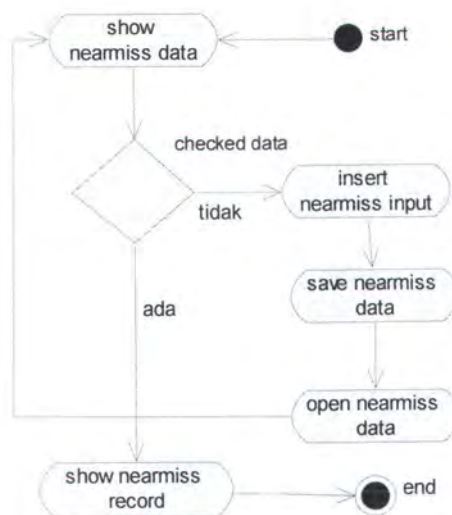 show
nearmiss data
start
checked data
tidak
insert
nearmiss input
save nearmiss
data
ada
open nearmiss
data
show nearmiss
record
end